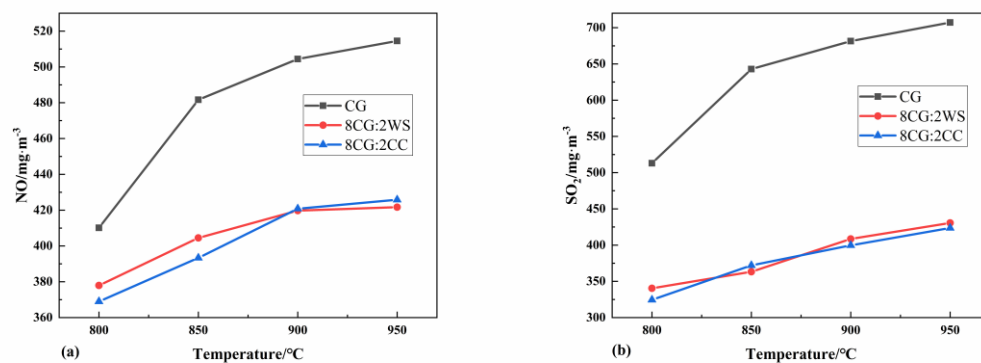 520
500
480
460
440
420
400
380
360
NO/mg·m⁻³
CG
8CG:2WS
8CG:2CC
800 850 900 950
(a)
Temperature/°C
700
650
600
550
500
450
400
350
300
SO₂/mg·m⁻³
CG
8CG:2WS
8CG:2CC
800 850 900 950
(b)
Temperature/°C